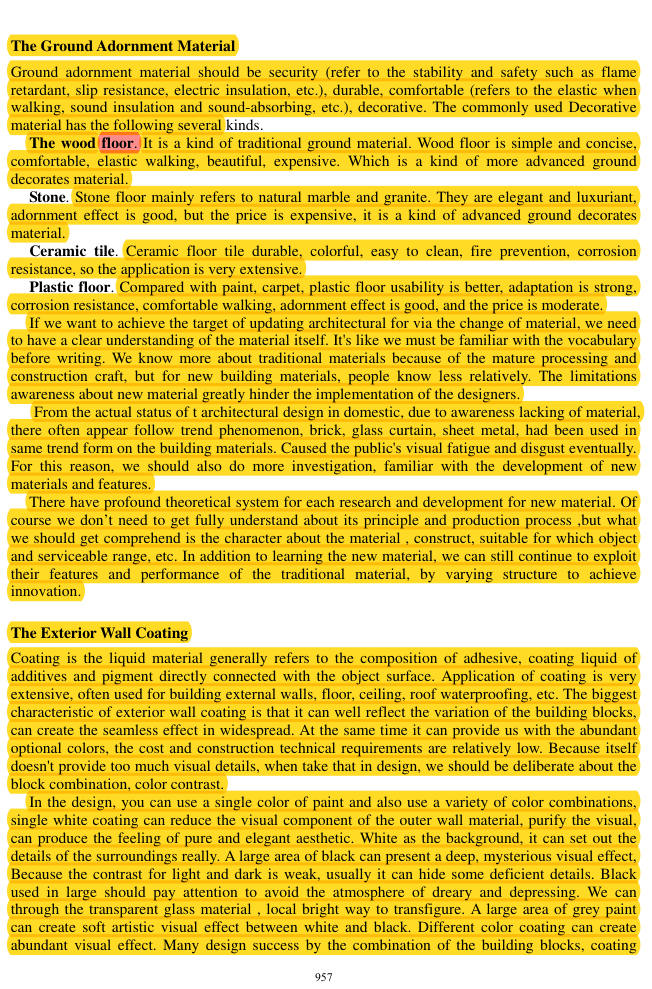 The Ground Adornment Material
Ground adornment material should be security (refer to the stability and safety such as flame
retardant, slip resistance, electric insulation, etc.), durable, comfortable (refers to the elastic when
walking, sound insulation and sound-absorbing, etc.), decorative. The commonly used Decorative
material has the following several kinds.
The wood floor. It is a kind of traditional ground material. Wood floor is simple and concise,
comfortable, elastic walking, beautiful, expensive. Which is a kind of more advanced ground
decorates material.
Stone. Stone floor mainly refers to natural marble and granite. They are elegant and luxuriant,
adornment effect is good, but the price is expensive, it is a kind of advanced ground decorates
material.
Ceramic tile. Ceramic floor tile durable, colorful, easy to clean, fire prevention, corrosion
resistance, so the application is very extensive.
Plastic floor. Compared with paint, carpet, plastic floor usability is better, adaptation is strong,
corrosion resistance, comfortable walking, adornment effect is good, and the price is moderate.
If we want to achieve the target of updating architectural for via the change of material, we need
to have a clear understanding of the material itself. It's like we must be familiar with the vocabulary
before writing. We know more about traditional materials because of the mature processing and
construction craft, but for new building materials, people know less relatively. The limitations
awareness about new material greatly hinder the implementation of the designers.
From the actual status of t architectural design in domestic, due to awareness lacking of material,
there often appear follow trend phenomenon, brick, glass curtain, sheet metal, had been used in
same trend form on the building materials. Caused the public's visual fatigue and disgust eventually.
For this reason, we should also do more investigation, familiar with the development of new
materials and features.
There have profound theoretical system for each research and development for new material. Of
course we don’t need to get fully understand about its principle and production process ,but what
we should get comprehend is the character about the material , construct, suitable for which object
and serviceable range, etc. In addition to learning the new material, we can still continue to exploit
their features and performance of the traditional material, by varying structure to achieve
innovation.
The Exterior Wall Coating
Coating is the liquid material generally refers to the composition of adhesive, coating liquid of
additives and pigment directly connected with the object surface. Application of coating is very
extensive, often used for building external walls, floor, ceiling, roof waterproofing, etc. The biggest
characteristic of exterior wall coating is that it can well reflect the variation of the building blocks,
can create the seamless effect in widespread. At the same time it can provide us with the abundant
optional colors, the cost and construction technical requirements are relatively low. Because itself
doesn't provide too much visual details, when take that in design, we should be deliberate about the
block combination, color contrast.
In the design, you can use a single color of paint and also use a variety of color combinations,
single white coating can reduce the visual component of the outer wall material, purify the visual,
can produce the feeling of pure and elegant aesthetic. White as the background, it can set out the
details of the surroundings really. A large area of black can present a deep, mysterious visual effect,
Because the contrast for light and dark is weak, usually it can hide some deficient details. Black
used in large should pay attention to avoid the atmosphere of dreary and depressing. We can
through the transparent glass material , local bright way to transfigure. A large area of grey paint
can create soft artistic visual effect between white and black. Different color coating can create
abundant visual effect. Many design success by the combination of the building blocks, coating
957